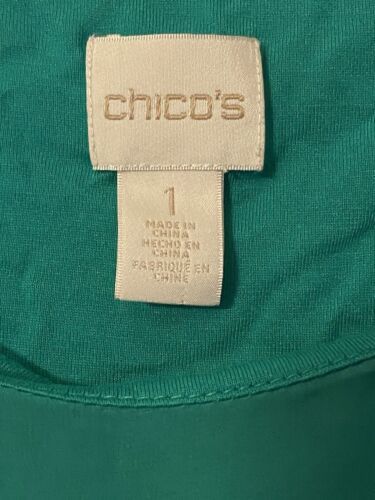 chico's
1
MADE IN
CHINA
HECHO EN
CHINA
FABRIQUÉ EN
CHINE